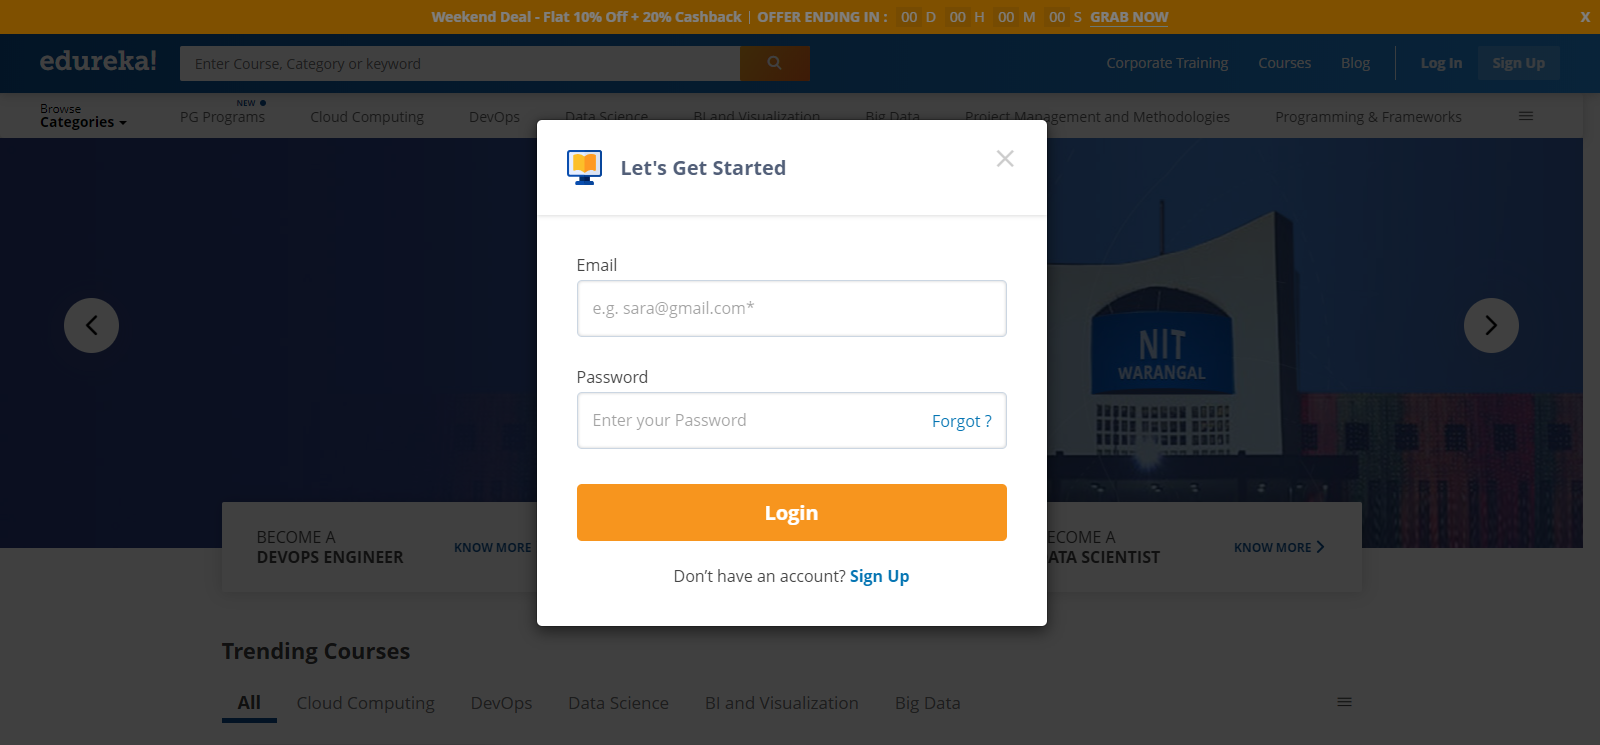 Weekend Deal - Flat 10% Off + 20% Cashback | OFFER ENDING IN : 00 D 00 H 00 M 00 S GRAB NOW X
edureka! Enter Course, Category or keyword Corporate Training Courses Blog Log In Sign Up
Browse
Categories
NEW
PG Programs Cloud Computing DevOps Data Science BI and Visualization Big Data Project Management and Methodologies Programming & Frameworks
Let's Get Started
Email
e.g. sara@gmail.com*
Password
Enter your Password Forgot ?
Login
Don't have an account? Sign Up
NIT
WARANGAL
BECOME A
DEVOPS ENGINEER
KNOW MORE
ECOME A
ATA SCIENTIST
KNOW MORE
Trending Courses
All Cloud Computing DevOps Data Science BI and Visualization Big Data